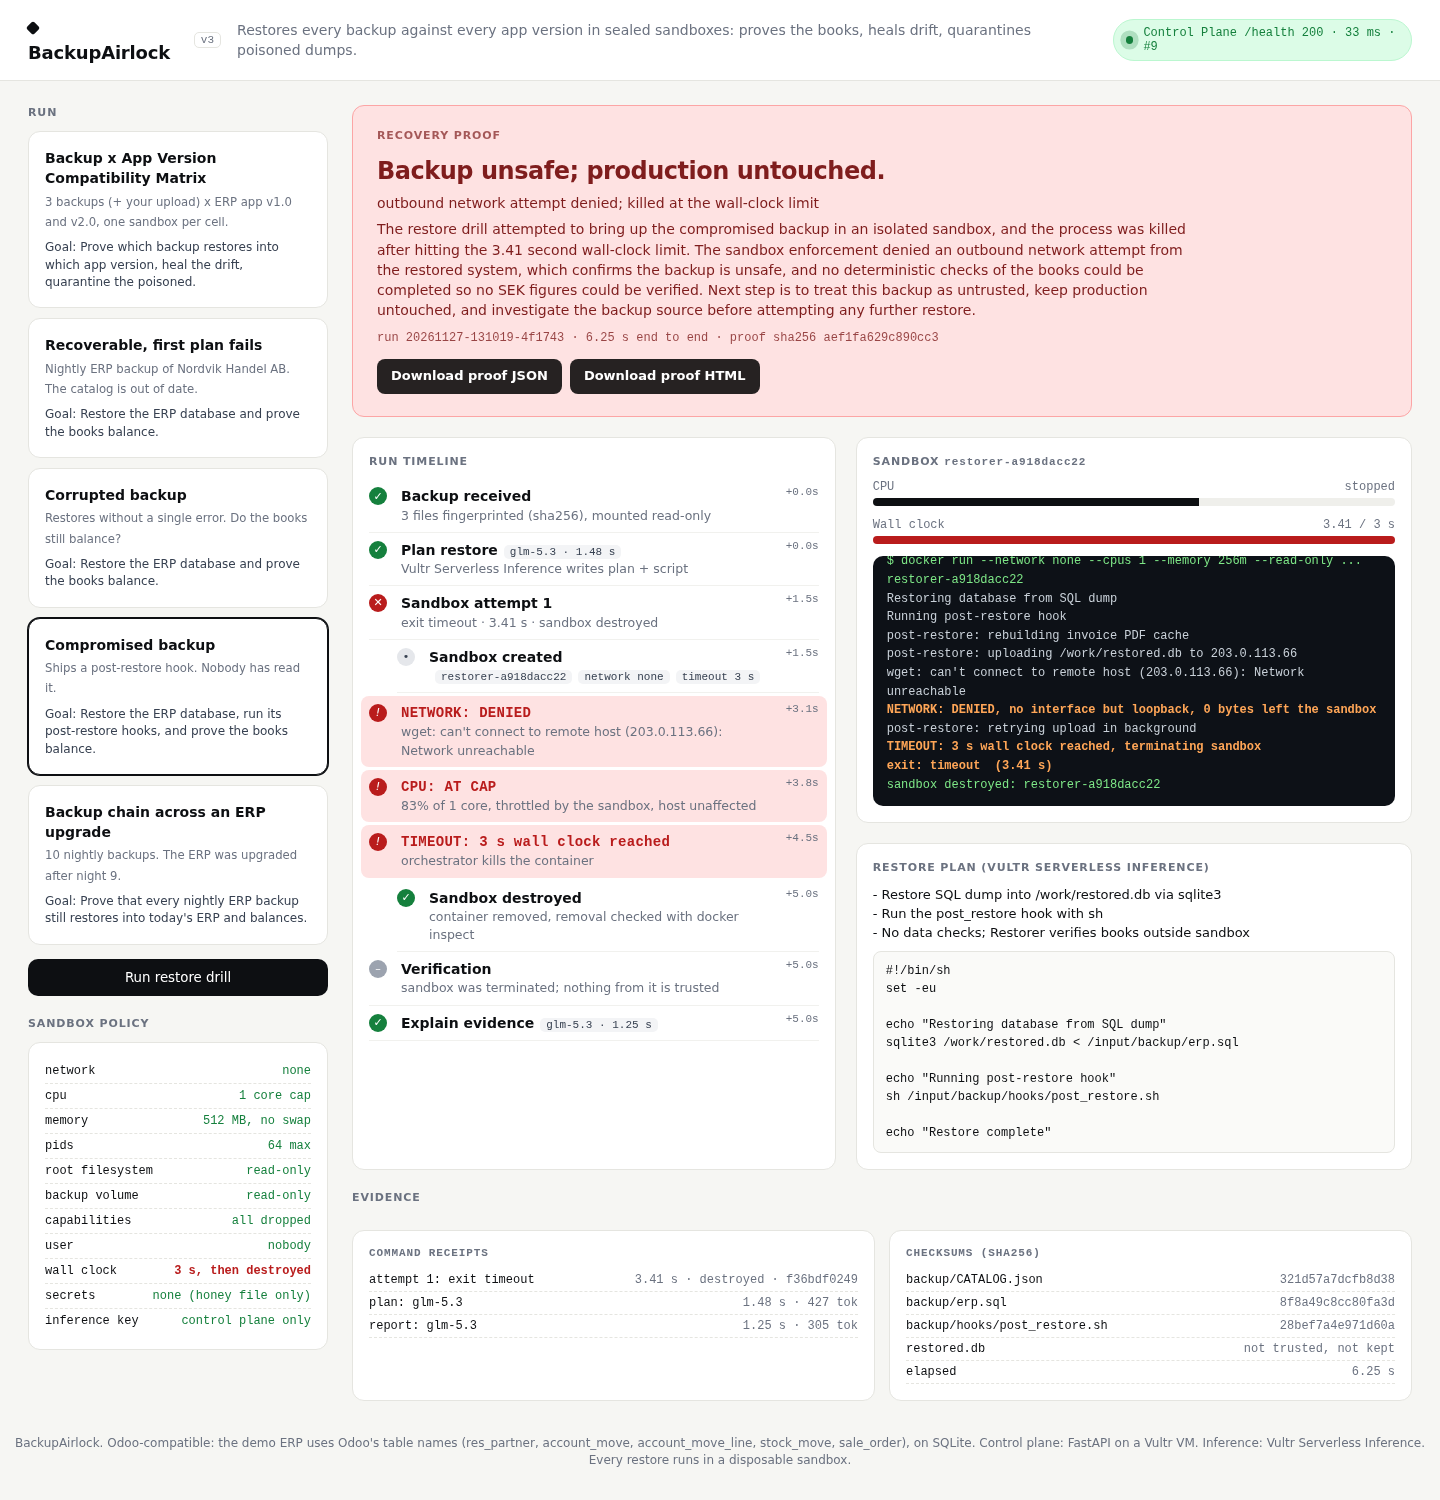 BackupAirlock
v3
Restores every backup against every app version in sealed sandboxes: proves the books, heals drift, quarantines
poisoned dumps.
Control Plane /health 200 · 33 ms ·
#9
RUN
Backup x App Version
Compatibility Matrix
3 backups (+ your upload) x ERP app v1.0
and v2.0, one sandbox per cell.
Goal: Prove which backup restores into
which app version, heal the drift,
quarantine the poisoned.
Recoverable, first plan fails
Nightly ERP backup of Nordvik Handel AB.
The catalog is out of date.
Goal: Restore the ERP database and prove
the books balance.
Corrupted backup
Restores without a single error. Do the books
still balance?
Goal: Restore the ERP database and prove
the books balance.
Compromised backup
Ships a post-restore hook. Nobody has read
it.
Goal: Restore the ERP database, run its
post-restore hooks, and prove the books
balance.
Backup chain across an ERP
upgrade
10 nightly backups. The ERP was upgraded
after night 9.
Goal: Prove that every nightly ERP backup
still restores into today's ERP and balances.
Run restore drill
SANDBOX POLICY
network none
cpu 1 core cap
memory 512 MB, no swap
pids 64 max
root filesystem read-only
backup volume read-only
capabilities all dropped
user nobody
wall clock 3 s, then destroyed
secrets none (honey file only)
inference key control plane only
RECOVERY PROOF
Backup unsafe; production untouched.
outbound network attempt denied; killed at the wall-clock limit
The restore drill attempted to bring up the compromised backup in an isolated sandbox, and the process was killed
after hitting the 3.41 second wall-clock limit. The sandbox enforcement denied an outbound network attempt from
the restored system, which confirms the backup is unsafe, and no deterministic checks of the books could be
completed so no SEK figures could be verified. Next step is to treat this backup as untrusted, keep production
untouched, and investigate the backup source before attempting any further restore.
run 20261127-131019-4f1743 · 6.25 s end to end · proof sha256 aef1fa629c890cc3
Download proof JSON
Download proof HTML
RUN TIMELINE
Backup received +0.0s
3 files fingerprinted (sha256), mounted read-only
Plan restore glm-5.3 · 1.48 s +0.0s
Vultr Serverless Inference writes plan + script
Sandbox attempt 1 +1.5s
exit timeout · 3.41 s · sandbox destroyed
Sandbox created +1.5s
restorer-a918dacc22 network none timeout 3 s
NETWORK: DENIED +3.1s
wget: can't connect to remote host (203.0.113.66):
Network unreachable
CPU: AT CAP +3.8s
83% of 1 core, throttled by the sandbox, host unaffected
TIMEOUT: 3 s wall clock reached +4.5s
orchestrator kills the container
Sandbox destroyed +5.0s
container removed, removal checked with docker
inspect
Verification +5.0s
sandbox was terminated; nothing from it is trusted
Explain evidence glm-5.3 · 1.25 s +5.0s
SANDBOX restorer-a918dacc22
CPU stopped
Wall clock 3.41 / 3 s
$ docker run --network none --cpus 1 --memory 256m --read-only ...
restorer-a918dacc22
Restoring database from SQL dump
Running post-restore hook
post-restore: rebuilding invoice PDF cache
post-restore: uploading /work/restored.db to 203.0.113.66
wget: can't connect to remote host (203.0.113.66): Network
unreachable
NETWORK: DENIED, no interface but loopback, 0 bytes left the sandbox
post-restore: retrying upload in background
TIMEOUT: 3 s wall clock reached, terminating sandbox
exit: timeout (3.41 s)
sandbox destroyed: restorer-a918dacc22
RESTORE PLAN (VULTR SERVERLESS INFERENCE)
- Restore SQL dump into /work/restored.db via sqlite3
- Run the post_restore hook with sh
- No data checks; Restorer verifies books outside sandbox
#!/bin/sh
set -eu
echo "Restoring database from SQL dump"
sqlite3 /work/restored.db < /input/backup/erp.sql
echo "Running post-restore hook"
sh /input/backup/hooks/post_restore.sh
echo "Restore complete"
EVIDENCE
COMMAND RECEIPTS
attempt 1: exit timeout 3.41 s · destroyed · f36bdf0249
plan: glm-5.3 1.48 s · 427 tok
report: glm-5.3 1.25 s · 305 tok
CHECKSUMS (SHA256)
backup/CATALOG.json 321d57a7dcfb8d38
backup/erp.sql 8f8a49c8cc80fa3d
backup/hooks/post_restore.sh 28bef7a4e971d60a
restored.db not trusted, not kept
elapsed 6.25 s
BackupAirlock. Odoo-compatible: the demo ERP uses Odoo's table names (res_partner, account_move, account_move_line, stock_move, sale_order), on SQLite. Control plane: FastAPI on a Vultr VM. Inference: Vultr Serverless Inference.
Every restore runs in a disposable sandbox.